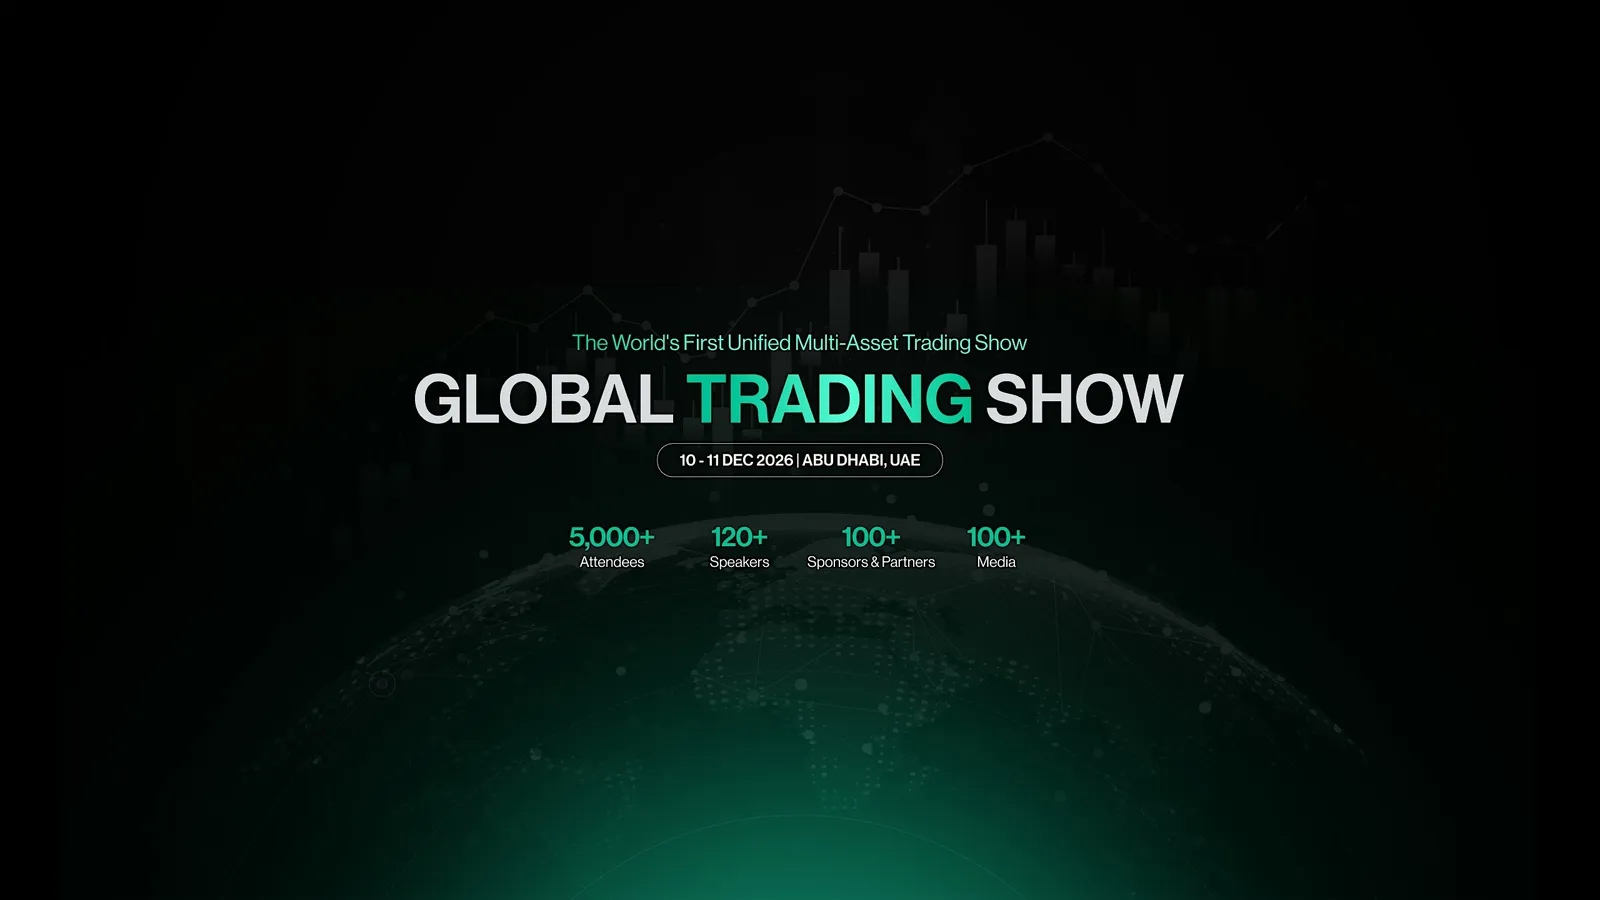 The World's First Unified Multi-Asset Trading Show
GLOBAL TRADING SHOW
10 - 11 DEC 2026 | ABU DHABI, UAE
5,000+ 120+ 100+ 100+
Attendees Speakers Sponsors & Partners Media